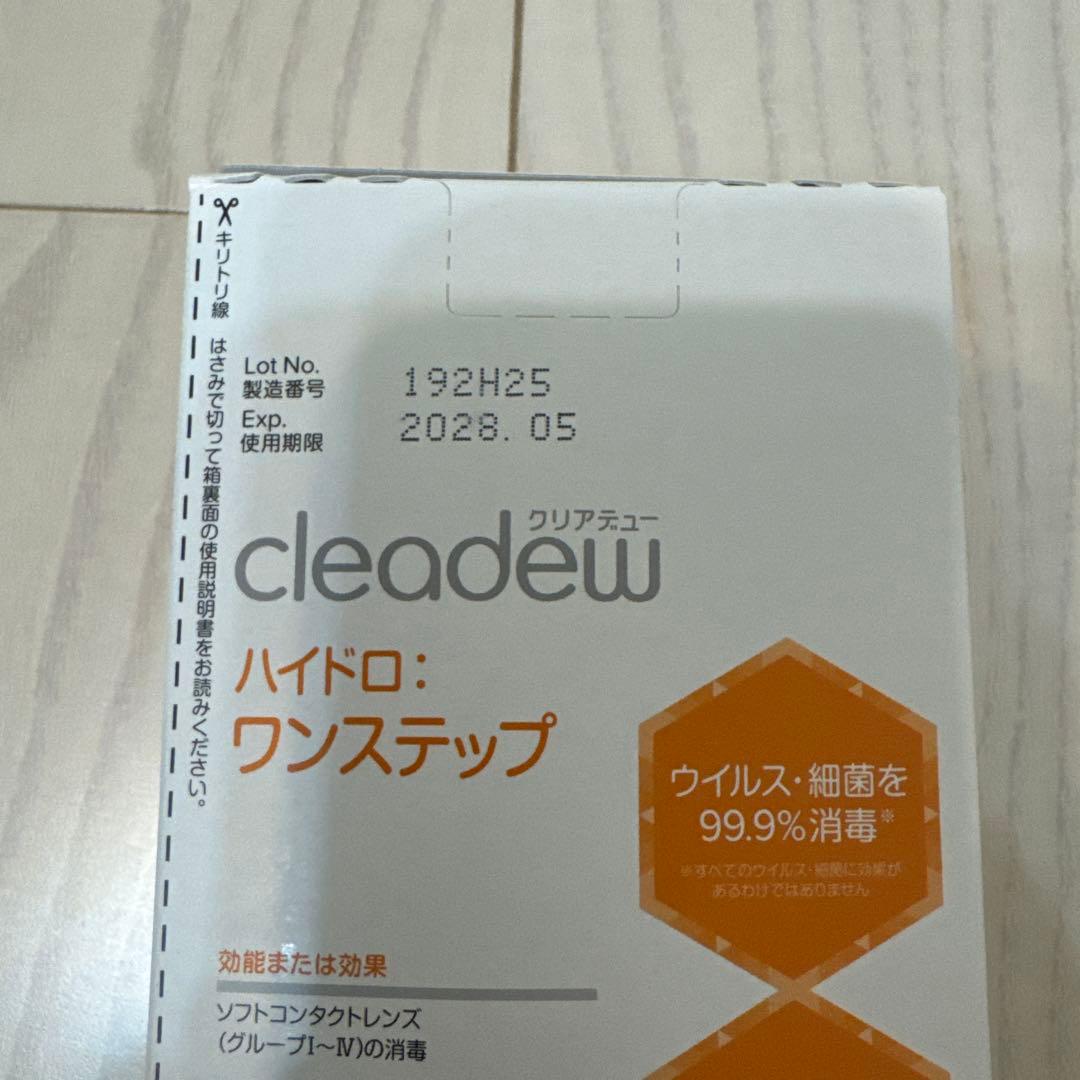 キリトリ線 はさみで切って箱裏面の使用説明書をお読みください。
Lot No.
製造番号
192H25
Exp.
使用期限
2028.05
クリアデュー
cleadew
ハイドロ:
ワンステップ
ウイルス・細菌を
99.9%消毒※
※すべてのウイルス・細菌に効果が
あるわけではありません
効能または効果
ソフトコンタクトレンズ
(グループⅠ〜Ⅳ)の消毒